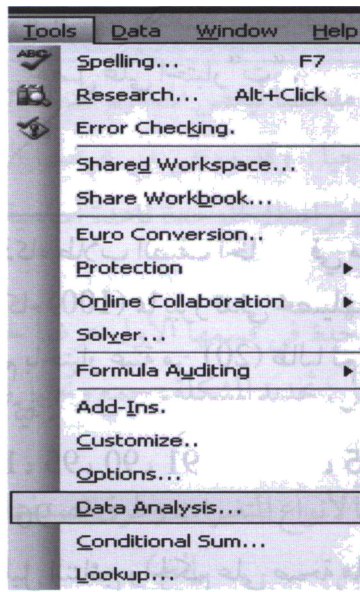 Tools Data Window Help
Spelling... F7
Research... Alt+Click
Error Checking.
Shared Workspace...
Share Workbook...
Euro Conversion..
Protection
Online Collaboration
Solver...
Formula Auditing
Add-Ins.
Customize..
Options...
Data Analysis...
Conditional Sum...
Lookup...